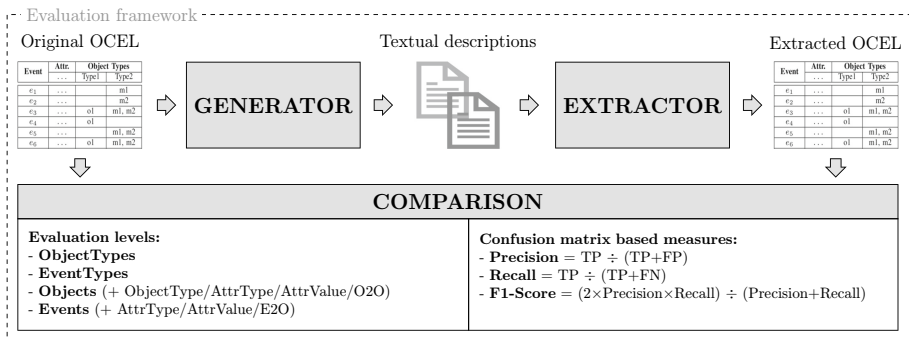 Evaluation framework
Original OCEL
Textual descriptions
Extracted OCEL
Event Attr. Object Types
... Type1 Type2
e1 ... m1
e2 ... m2
e3 ... o1 m1, m2
e4 ... o1
e5 ... m1, m2
e6 ... o1 m1, m2
GENERATOR
EXTRACTOR
Event Attr. Object Types
... Type1 Type2
e1 ... m1
e2 ... m2
e3 ... o1 m1, m2
e4 ... o1
e5 ... m1, m2
e6 ... o1 m1, m2
COMPARISON
Evaluation levels:
- ObjectTypes
- EventTypes
- Objects (+ ObjectType/AttrType/AttrValue/O2O)
- Events (+ AttrType/AttrValue/E2O)
Confusion matrix based measures:
- Precision = TP ÷ (TP+FP)
- Recall = TP ÷ (TP+FN)
- F1-Score = (2×Precision×Recall) ÷ (Precision+Recall)